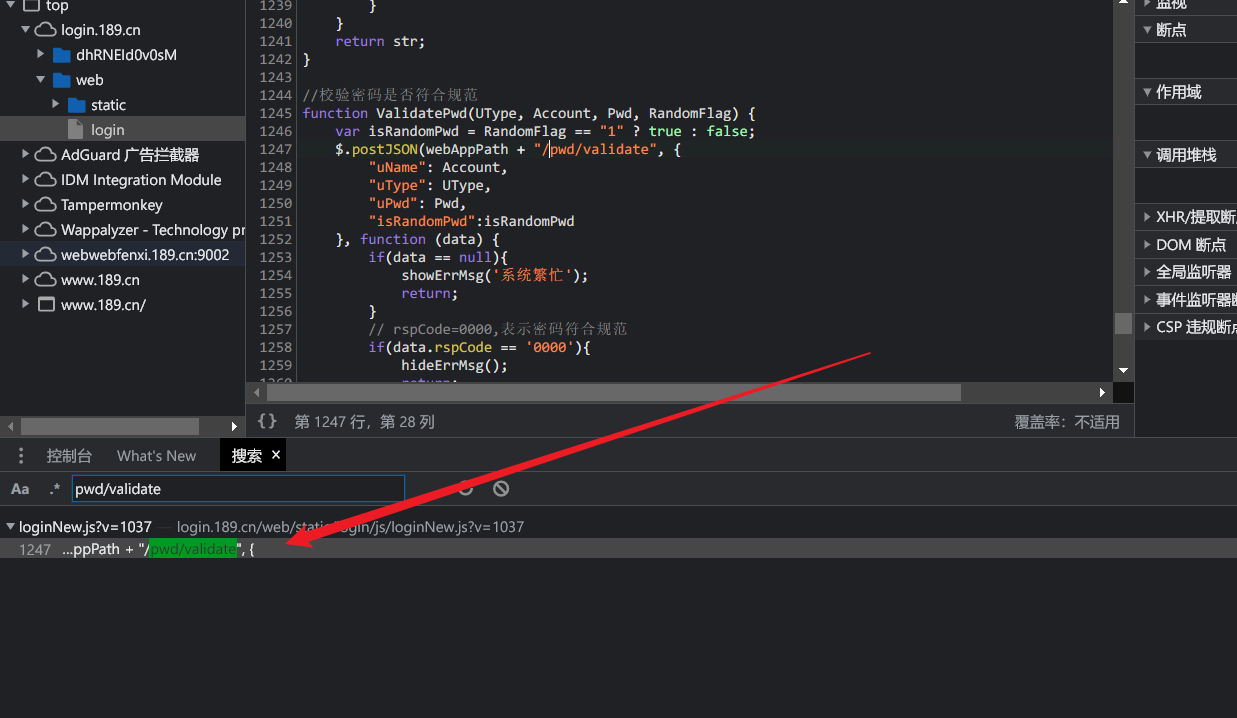 top
login.189.cn
dhRNEId0v0sM
web
static
login
AdGuard 广告拦截器
IDM Integration Module
Tampermonkey
Wappalyzer - Technology pr
webwebfenxi.189.cn:9002
www.189.cn
www.189.cn/
1239 }
1240 }
1241 return str;
1242 }
1243
1244 //校验密码是否符合规范
1245 function ValidatePwd(UType, Account, Pwd, RandomFlag) {
1246 var isRandomPwd = RandomFlag == "1" ? true : false;
1247 $.postJSON(webAppPath + "/pwd/validate", {
1248 "uName": Account,
1249 "uType": UType,
1250 "uPwd": Pwd,
1251 "isRandomPwd":isRandomPwd
1252 }, function (data) {
1253 if(data == null){
1254 showErrMsg('系统繁忙');
1255 return;
1256 }
1257 // rspCode=0000,表示密码符合规范
1258 if(data.rspCode == '0000'){
1259 hideErrMsg();
1260 return;
{} 第 1247 行，第 28 列
覆盖率：不适用
监视
断点
作用域
调用堆栈
XHR/提取断
DOM 断点
全局监听器
事件监听器断
CSP 违规断点
控制台 What's New 搜索 ×
Aa .* pwd/validate
loginNew.js?v=1037 — login.189.cn/web/static/login/js/loginNew.js?v=1037
1247 …ppPath + "/pwd/validate", {